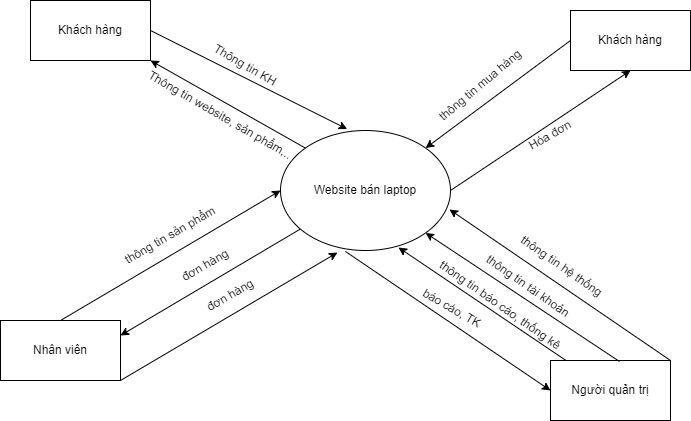 Khách hàng
Khách hàng
Thông tin KH
Thông tin website, sản phẩm...
thông tin mua hàng
Hóa đơn
Website bán laptop
thông tin sản phẩm
đơn hàng
đơn hàng
thông tin hệ thống
thông tin tài khoản
thông tin báo cáo, thống kê
báo cáo, TK
Nhân viên
Người quản trị